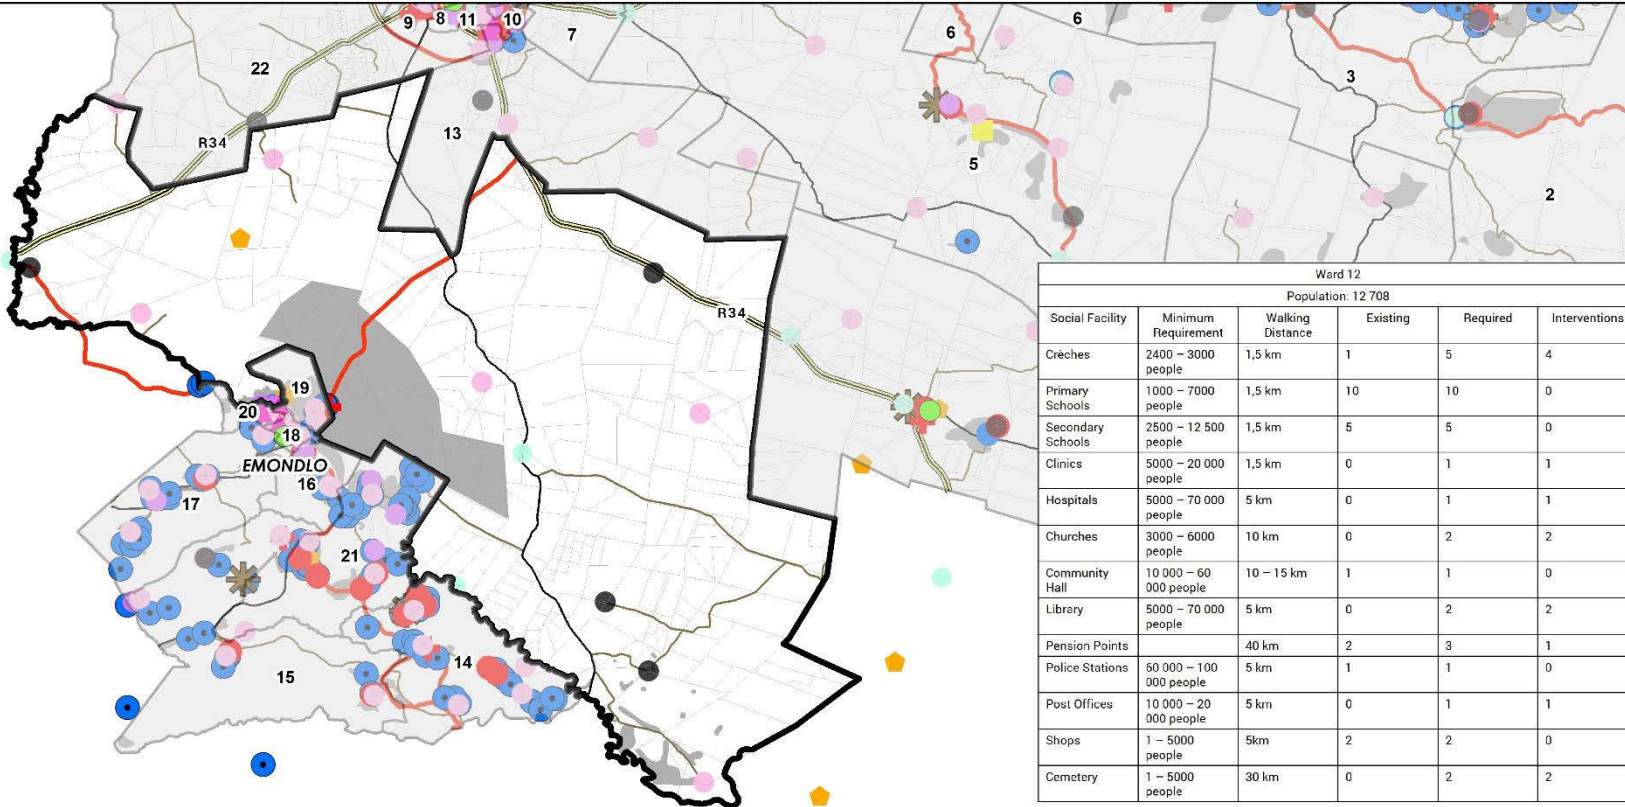 9
8
11
10
7
6
6
22
3
13
R34
5
2
R34
19
20
18
EMONDLO
16
17
21
14
15
Ward 12
Population: 12 708
Social Facility Minimum Requirement Walking Distance Existing Required Interventions
Crèches 2400 – 3000 people 1,5 km 1 5 4
Primary Schools 1000 – 7000 people 1,5 km 10 10 0
Secondary Schools 2500 – 12 500 people 1,5 km 5 5 0
Clinics 5000 – 20 000 people 1,5 km 0 1 1
Hospitals 5000 – 70 000 people 5 km 0 1 1
Churches 3000 – 6000 people 10 km 0 2 2
Community Hall 10 000 – 60 000 people 10 – 15 km 1 1 0
Library 5000 – 70 000 people 5 km 0 2 2
Pension Points 40 km 2 3 1
Police Stations 60 000 – 100 000 people 5 km 1 1 0
Post Offices 10 000 – 20 000 people 5 km 0 1 1
Shops 1 – 5000 people 5km 2 2 0
Cemetery 1 – 5000 people 30 km 0 2 2